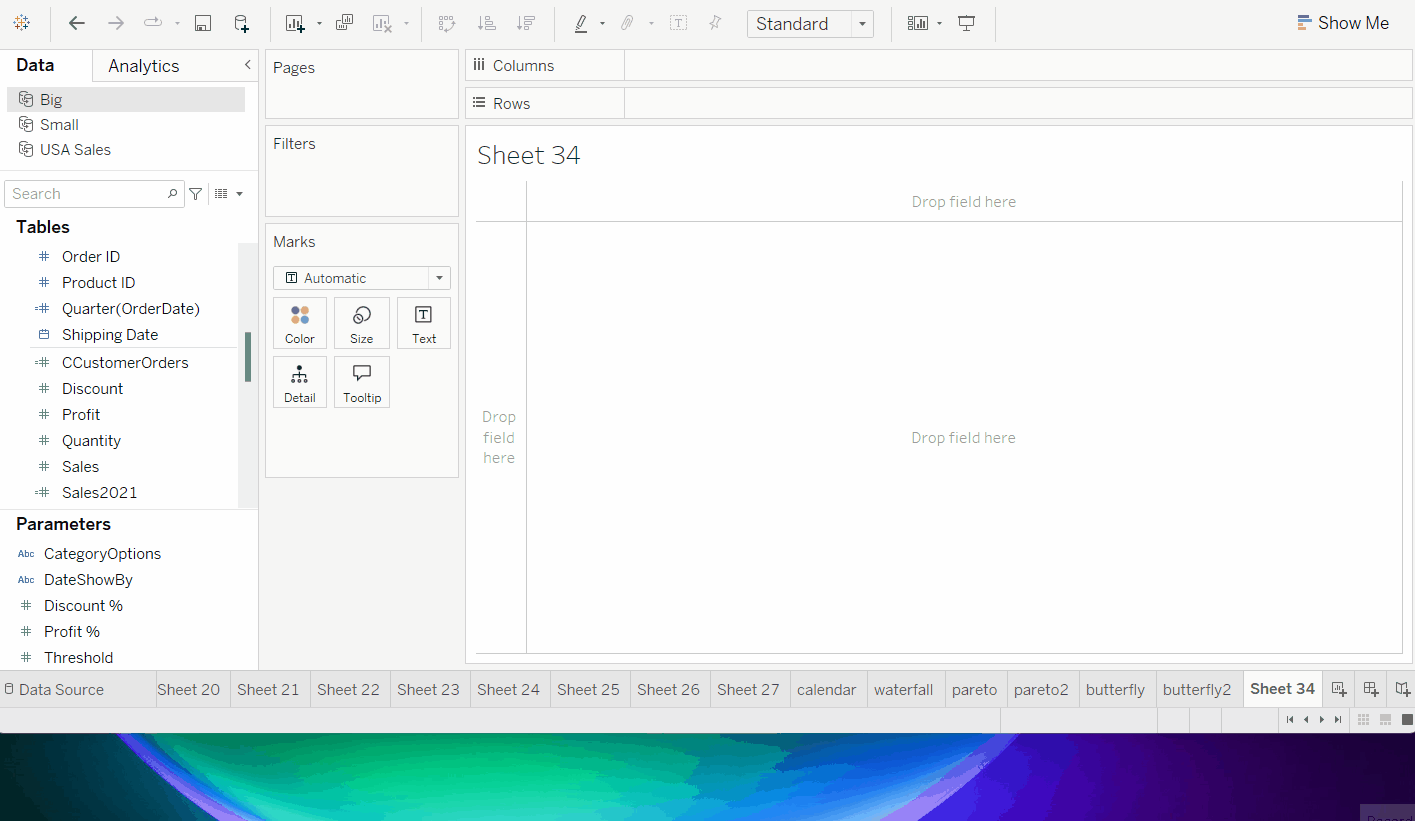 Standard
Show Me
Data
Analytics
Big
Small
USA Sales
Search
Tables
Order ID
Product ID
Quarter(OrderDate)
Shipping Date
CCustomerOrders
Discount
Profit
Quantity
Sales
Sales2021
Parameters
Abc CategoryOptions
Abc DateShowBy
Discount %
Profit %
Threshold
Pages
Filters
Marks
T Automatic
Color
Size
T Text
Detail
Tooltip
Columns
Rows
Sheet 34
Drop field here
Drop
field
here
Drop field here
Data Source Sheet 20 Sheet 21 Sheet 22 Sheet 23 Sheet 24 Sheet 25 Sheet 26 Sheet 27 calendar waterfall pareto pareto2 butterfly butterfly2 Sheet 34